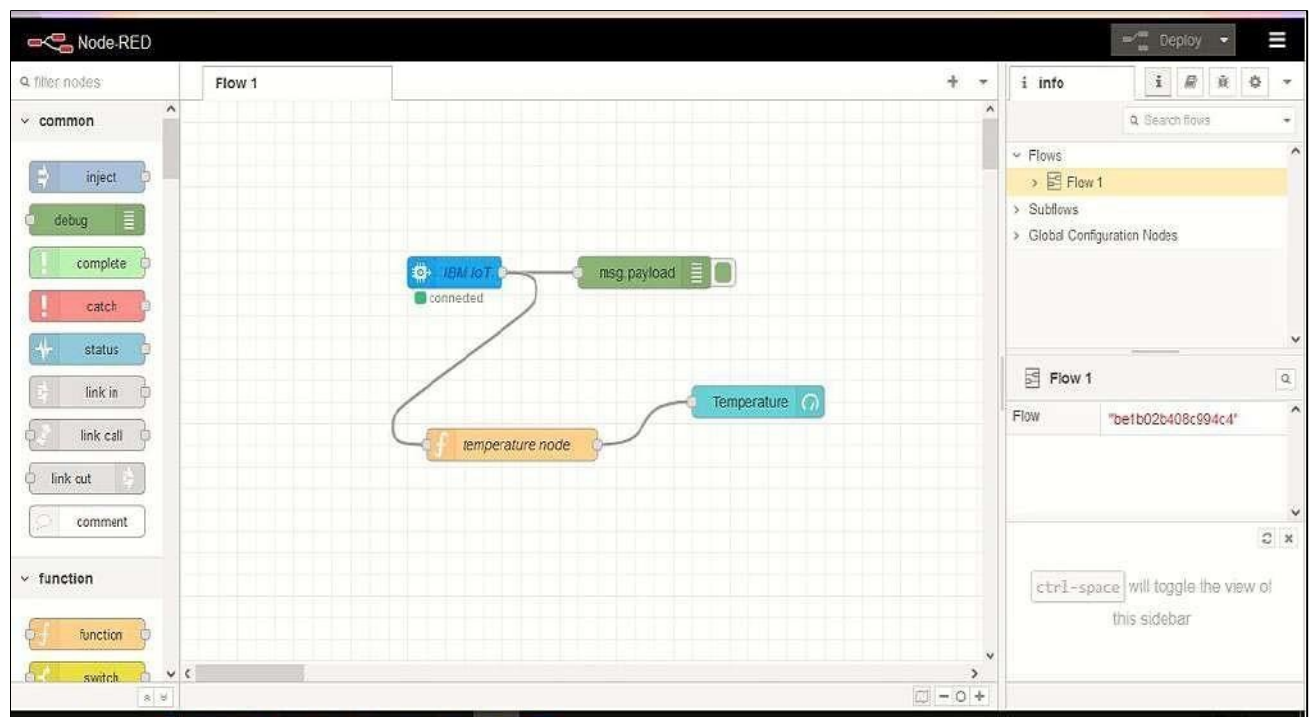 Node-RED
Deploy
filter nodes
Flow 1
info
Search flows
common
Flows
Flow 1
inject
Subflows
debug
Global Configuration Nodes
complete
IBM IoT
msg.payload
connected
catch
status
link in
Flow 1
Temperature
Flow
"be1b02b408c994c4"
link call
temperature node
link out
comment
function
ctrl-space will toggle the view of
this sidebar
function
switch